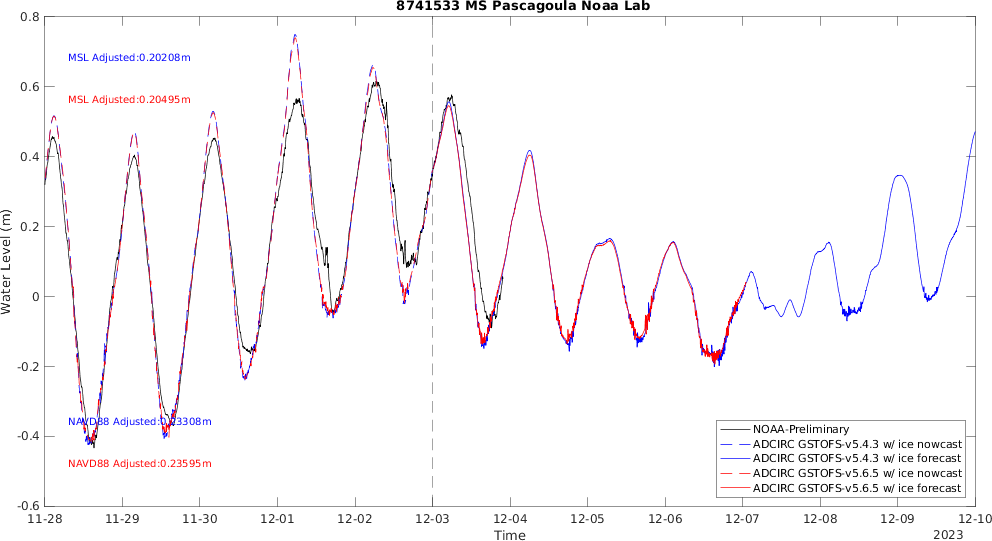 8741533 MS Pascagoula Noaa Lab
0.8
0.6
0.4
0.2
0
-0.2
-0.4
-0.6
Water Level (m)
MSL Adjusted:0.20208m
MSL Adjusted:0.20495m
NAVD88 Adjusted:0.23308m
NAVD88 Adjusted:0.23595m
NOAA-Preliminary
ADCIRC GSTOFS-v5.4.3 w/ ice nowcast
ADCIRC GSTOFS-v5.4.3 w/ ice forecast
ADCIRC GSTOFS-v5.6.5 w/ ice nowcast
ADCIRC GSTOFS-v5.6.5 w/ ice forecast
11-28 11-29 11-30 12-01 12-02 12-03 12-04 12-05 12-06 12-07 12-08 12-09 12-10
Time
2023